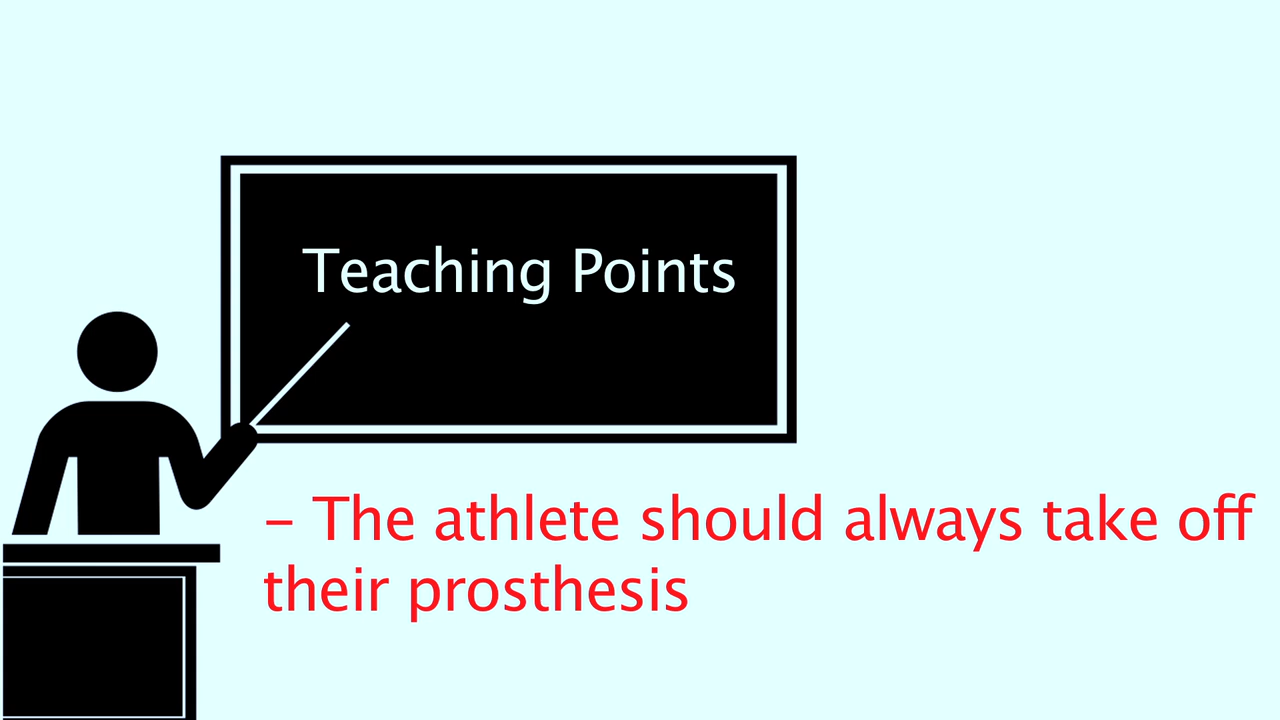 Teaching Points
- The athlete should always take off
their prosthesis